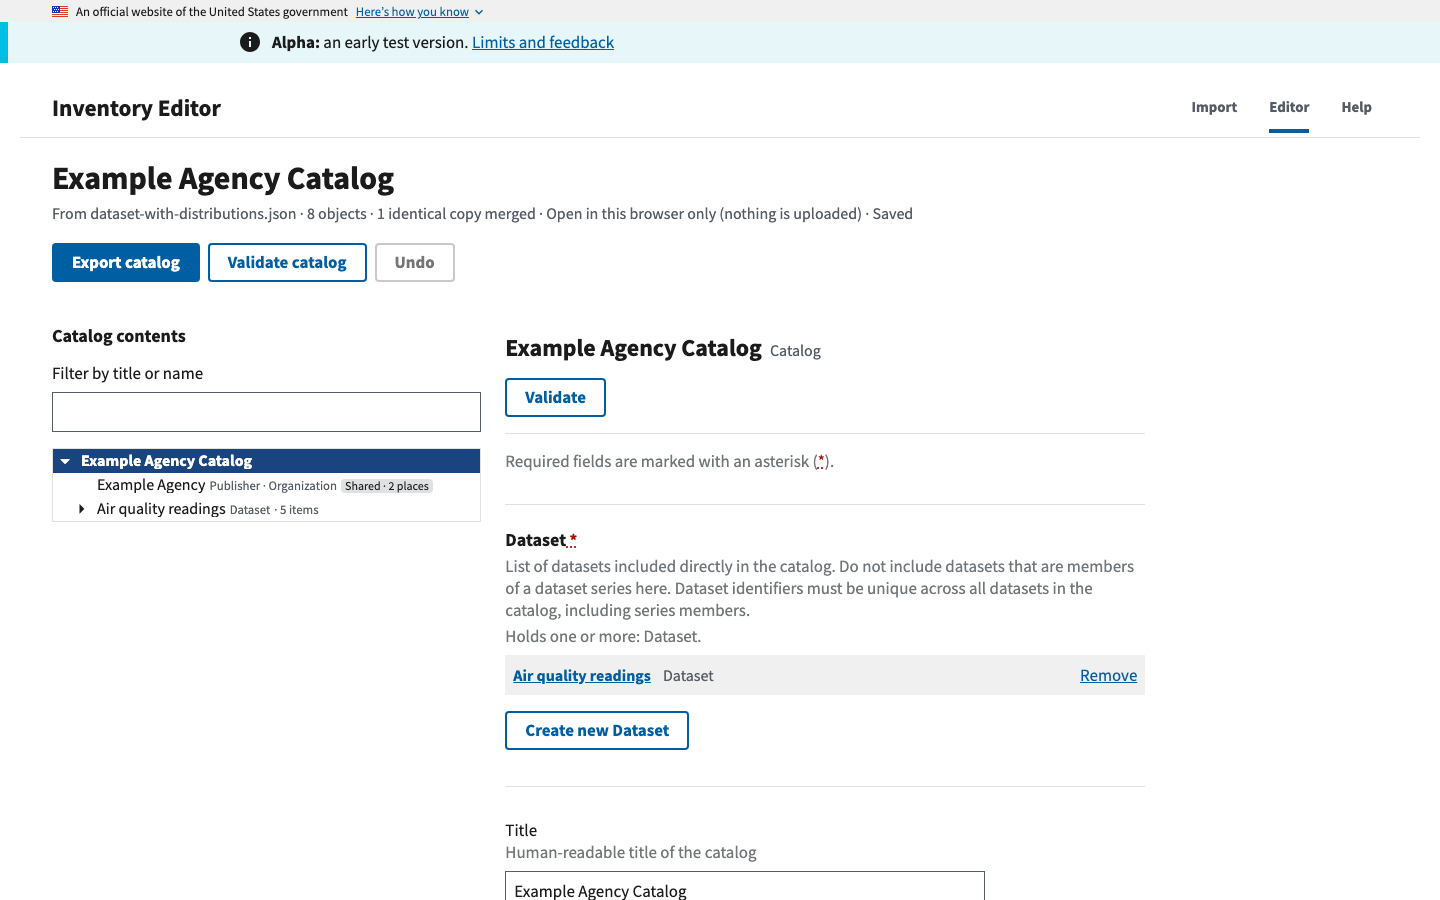 An official website of the United States government Here's how you know
Alpha: an early test version. Limits and feedback
Inventory Editor
Import Editor Help
Example Agency Catalog
From dataset-with-distributions.json · 8 objects · 1 identical copy merged · Open in this browser only (nothing is uploaded) · Saved
Export catalog Validate catalog Undo
Catalog contents
Filter by title or name
Example Agency Catalog
Example Agency Publisher · Organization Shared · 2 places
Air quality readings Dataset · 5 items
Example Agency Catalog Catalog
Validate
Required fields are marked with an asterisk (*).
Dataset *
List of datasets included directly in the catalog. Do not include datasets that are members
of a dataset series here. Dataset identifiers must be unique across all datasets in the
catalog, including series members.
Holds one or more: Dataset.
Air quality readings Dataset Remove
Create new Dataset
Title
Human-readable title of the catalog
Example Agency Catalog